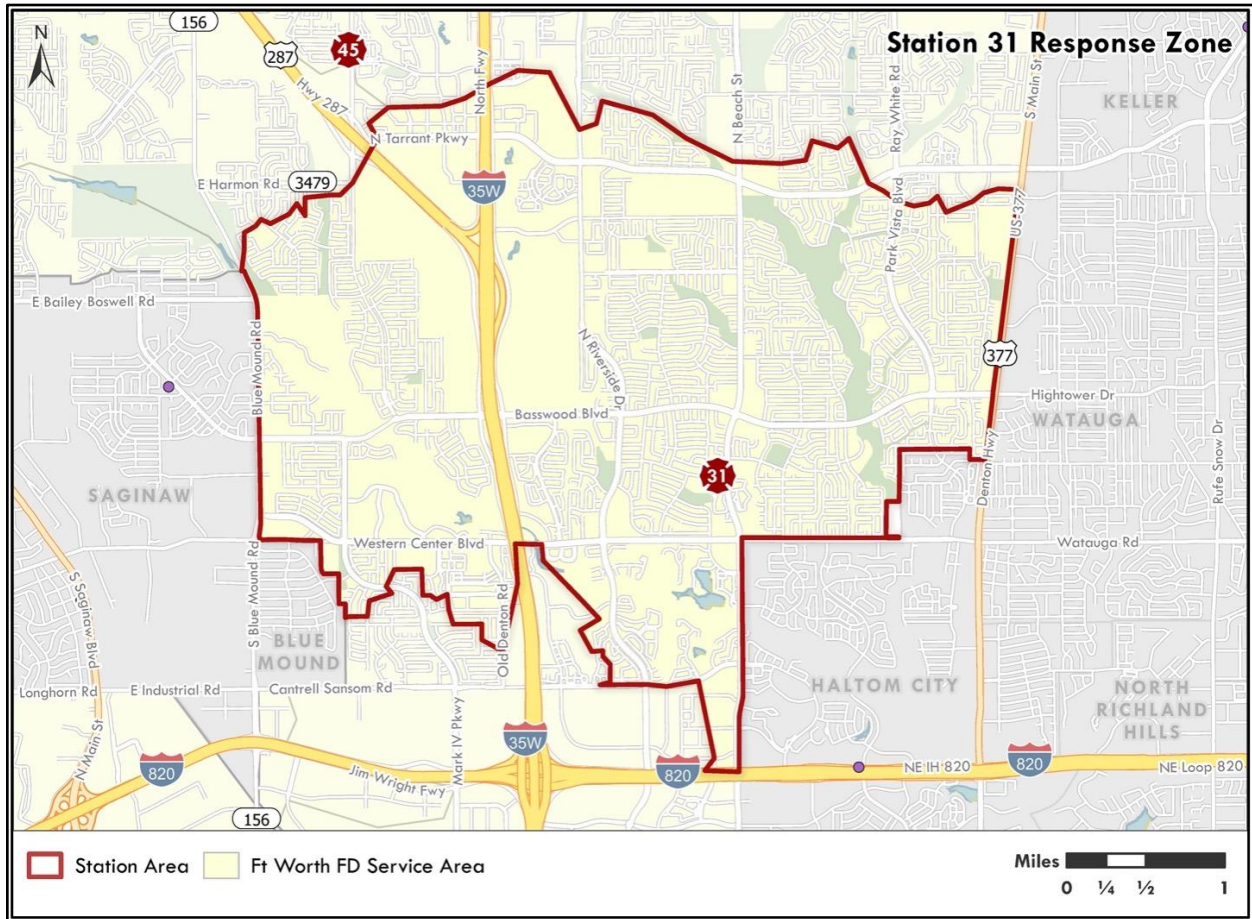 Station 31 Response Zone
156
N
45
287
Hwy 287
North Fwy
S Main St
KELLER
N Tarrant Pkwy
N Beach St
Ray White Rd
E Harmon Rd
3479
35W
US-377
Park Vista Blvd
E Bailey Boswell Rd
Blue Mound Rd
N Riverside Dr
377
Hightower Dr
Blue Mound Rd
Basswood Blvd
WATAUGA
Rufe Snow Dr
31
Denton Hwy
SAGINAW
Western Center Blvd
Watauga Rd
S Saginaw Blvd
S Blue Mound Rd
Old Denton Rd
BLUE
MOUND
HALTOM CITY
NORTH
RICHLAND
HILLS
Longhorn Rd
E Industrial Rd
Cantrell Sansom Rd
N Main St
Mark IV Pkwy
35W
820
820
820
Jim Wright Fwy
NE IH 820
NE Loop 820
156
Station Area
Ft Worth FD Service Area
Miles
0 ¼ ½ 1